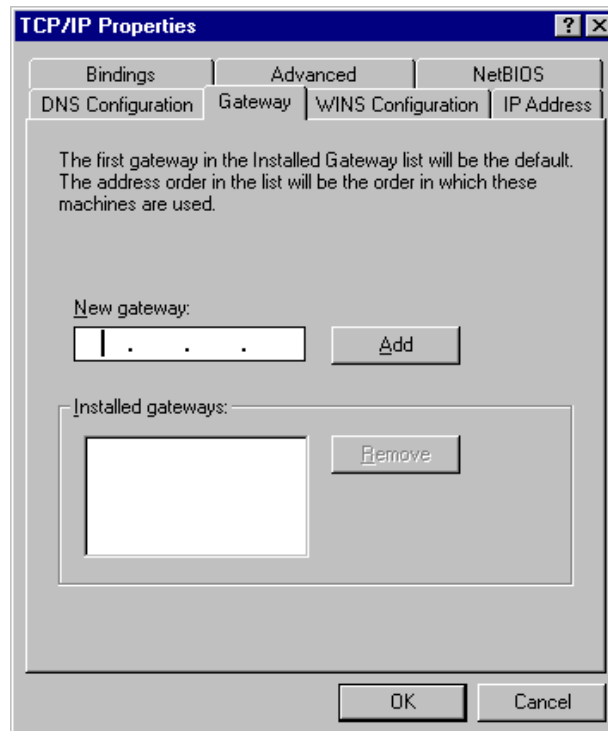 TCP/IP Properties
Bindings Advanced NetBIOS
DNS Configuration Gateway WINS Configuration IP Address
The first gateway in the Installed Gateway list will be the default.
The address order in the list will be the order in which these
machines are used.
New gateway:
. . . Add
Installed gateways:
Remove
OK Cancel